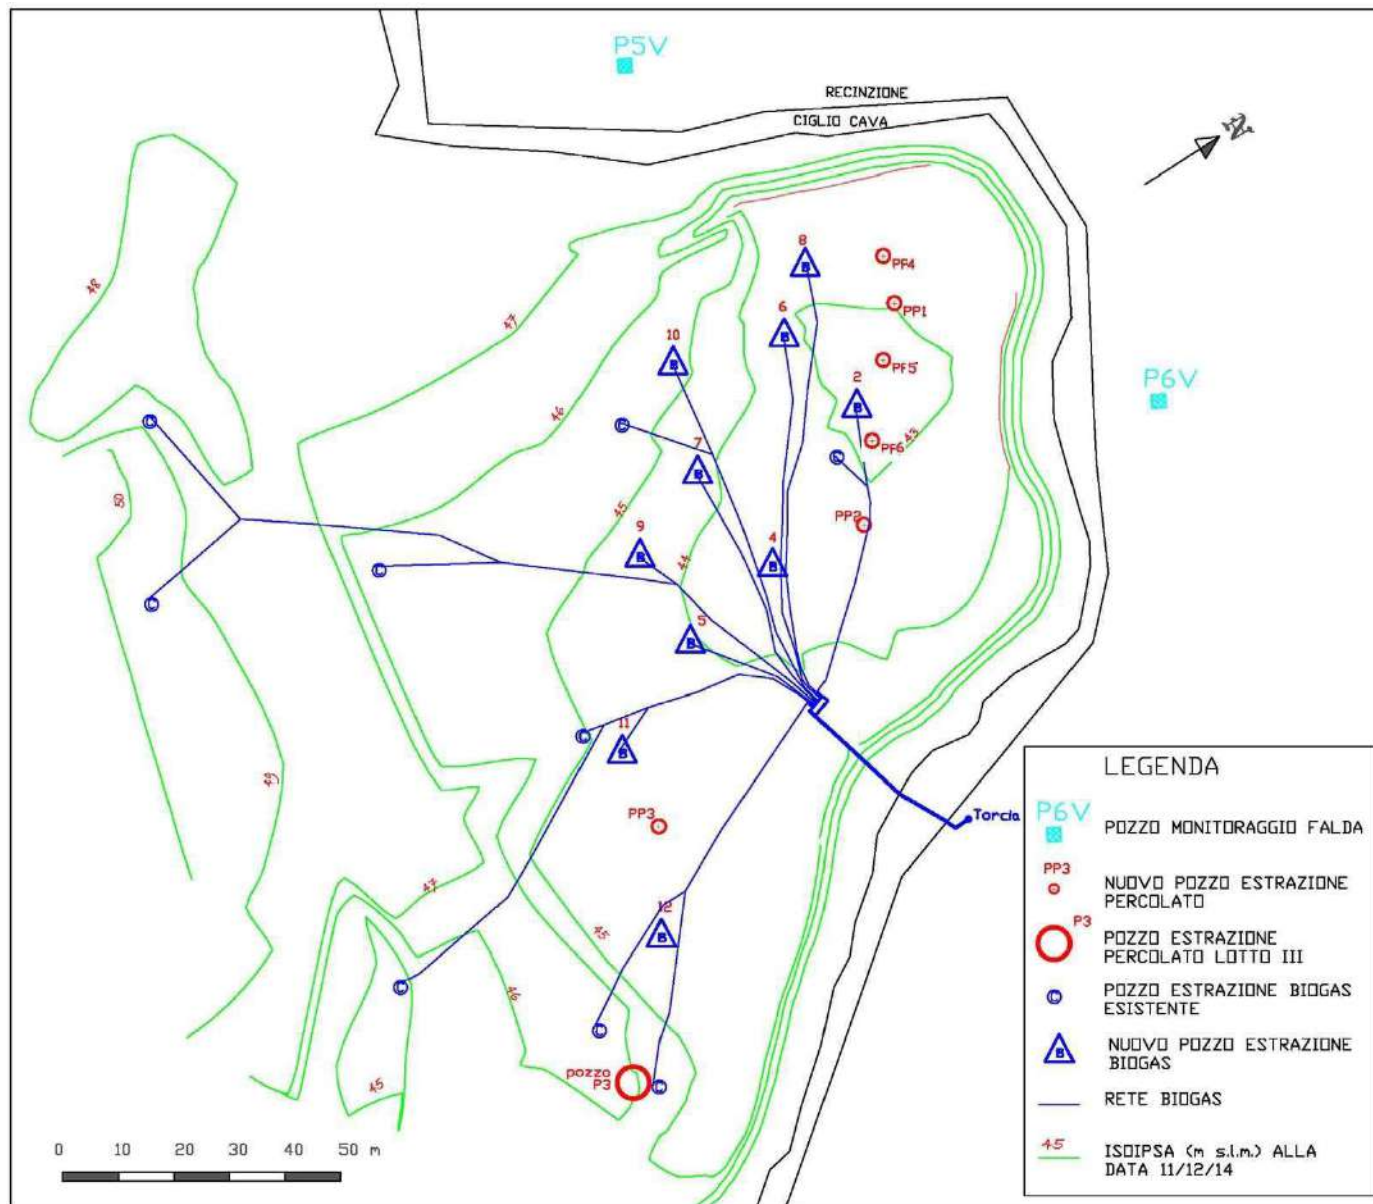 P5V
RECINZIONE
CIGLIO CAVA
N
8
PF4
PP1
6
10
PF5
P6V
48
47
2
46
43
PF6
7
C
C
C
50
45
PP2
9
44
4
B
B
B
B
B
B
B
B
B
B
C
C
5
49
11
C
PP3
Torcia
47
12
45
46
C
C
45
pozzo
P3
C
0 10 20 30 40 50 m
LEGENDA
P6V
POZZO MONITORAGGIO FALDA
PP3
NUOVO POZZO ESTRAZIONE
PERCOLATO
P3
POZZO ESTRAZIONE
PERCOLATO LOTTO III
C
POZZO ESTRAZIONE BIOGAS
ESISTENTE
B
NUOVO POZZO ESTRAZIONE
BIOGAS
RETE BIOGAS
45
ISOIPSA (m s.l.m.) ALLA
DATA 11/12/14